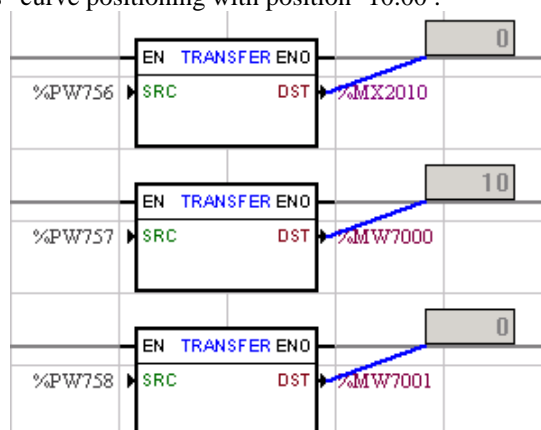 curve positioning with position 10.00 .
0
EN TRANSFER ENO
%PW756 SRC DST %MX2010
10
EN TRANSFER ENO
%PW757 SRC DST %MW7000
0
EN TRANSFER ENO
%PW758 SRC DST %MW7001